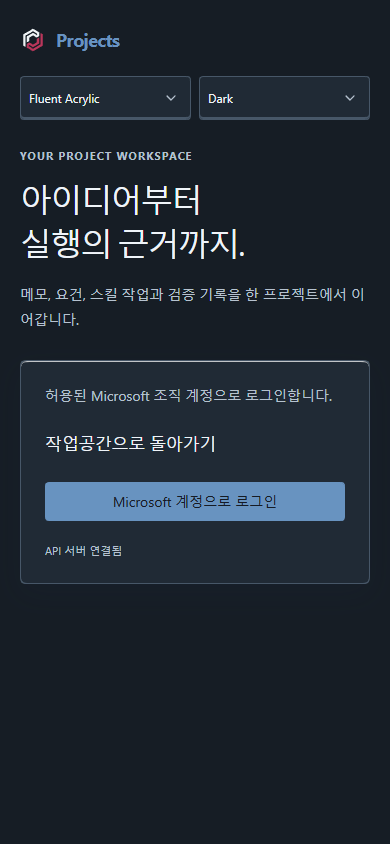 Projects
Fluent Acrylic
Dark
YOUR PROJECT WORKSPACE
아이디어부터
실행의 근거까지.
메모, 요건, 스킬 작업과 검증 기록을 한 프로젝트에서 이
어갑니다.
허용된 Microsoft 조직 계정으로 로그인합니다.
작업공간으로 돌아가기
Microsoft 계정으로 로그인
API 서버 연결됨